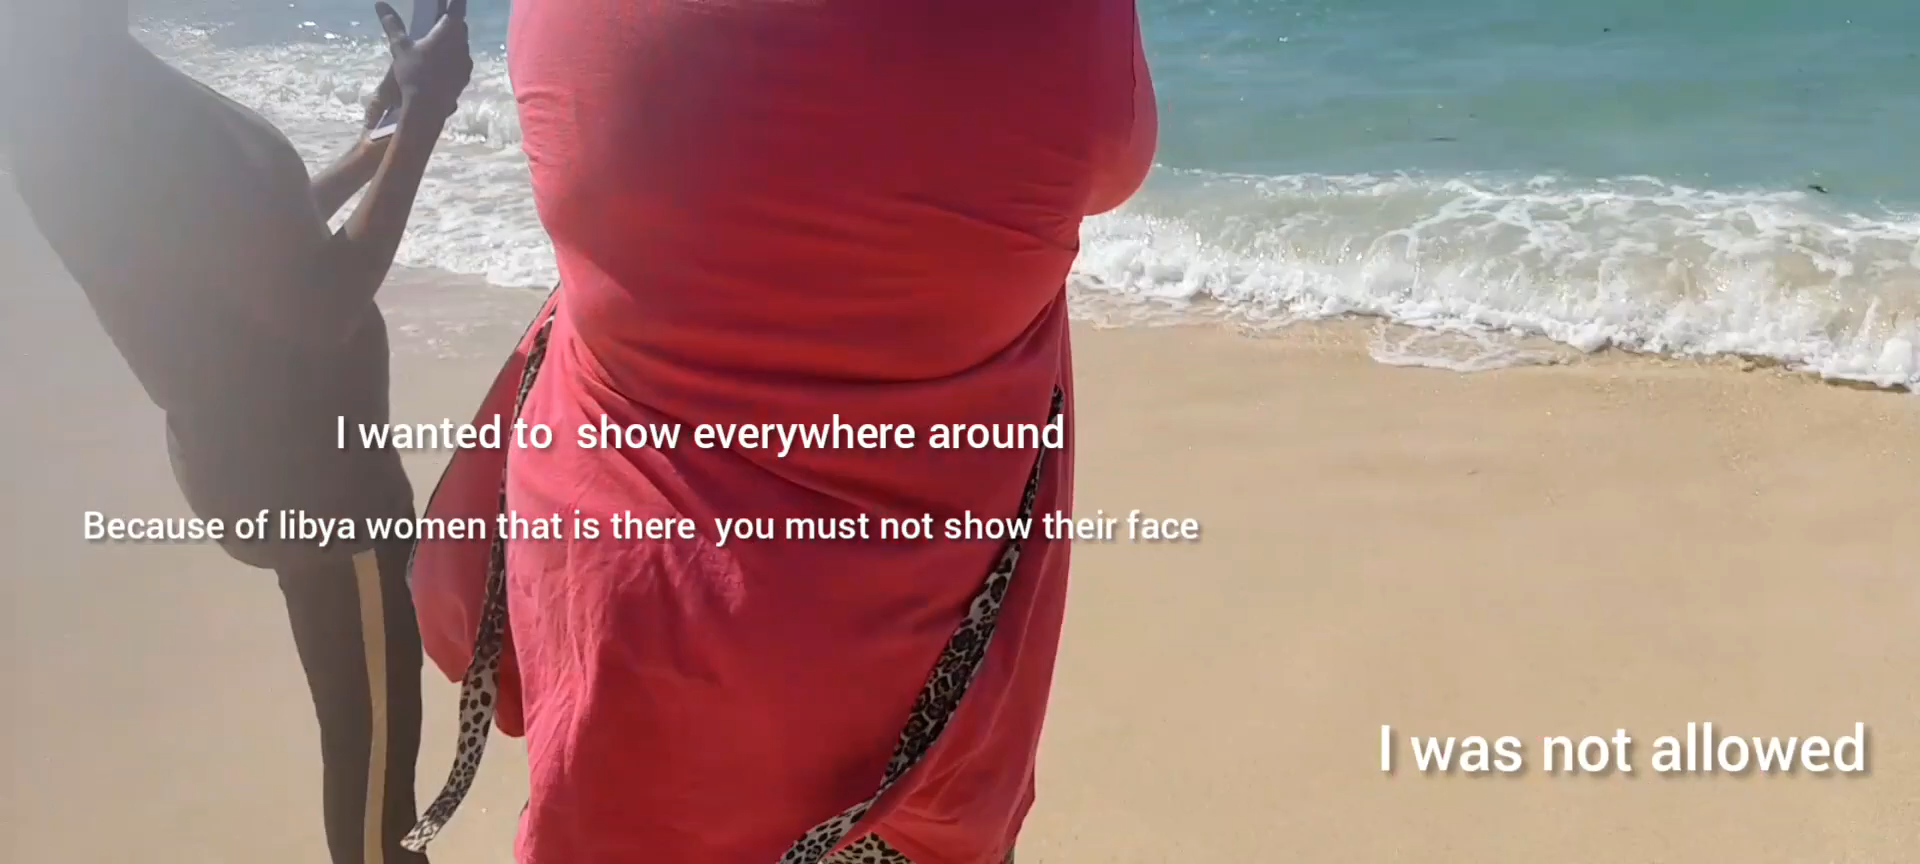 I wanted to  show everywhere around
Because of libya women that is there  you must not show their face
I was not allowed